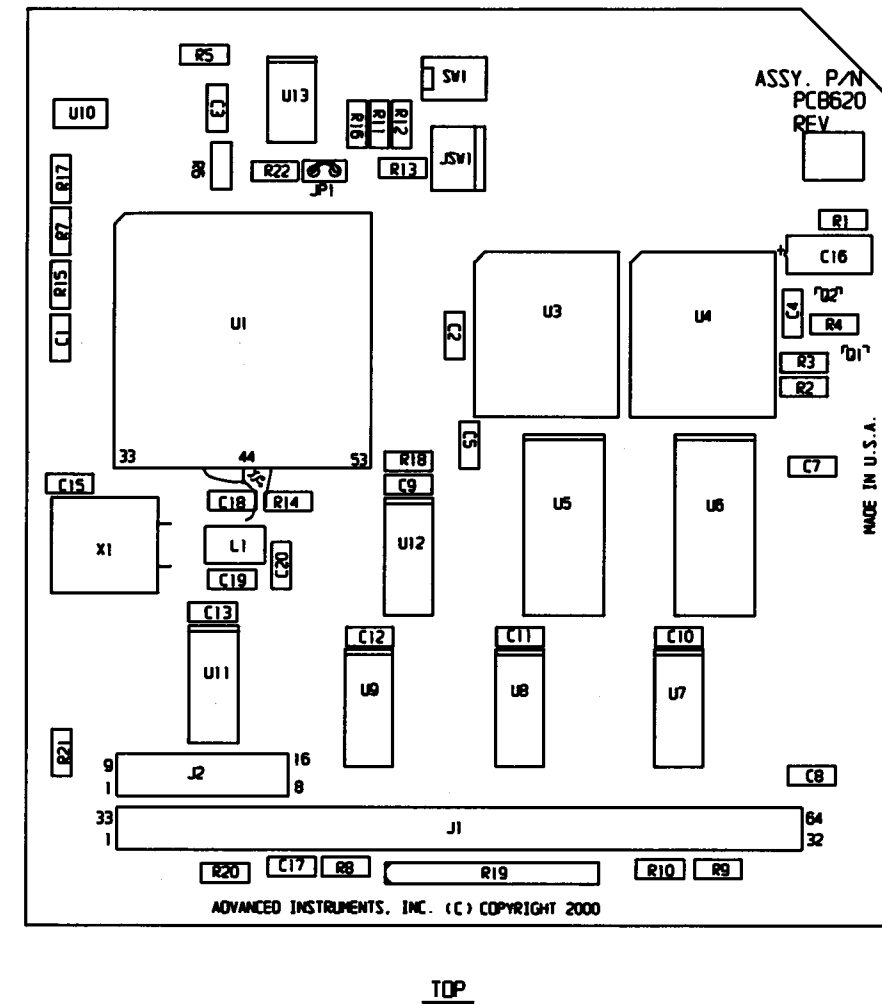 R5
SW1
ASSY. P/N
PCB620
REV
U13
C3
U10
R16
R11
R12
JSW1
R6
R22
JP1
R13
R17
R7
R15
C1
R1
C16
+
U1
U3
U4
C2
C4
Q2
R4
Q1
R3
R2
33
44
53
C5
R18
C7
MADE IN U.S.A.
C15
C18
R14
C9
U5
U6
X1
L1
C20
U12
C19
C13
C12
C11
C10
U11
U9
U8
U7
R21
9
16
J2
1
8
C8
33
64
J1
1
32
R20
C17
R8
R19
R10
R9
ADVANCED INSTRUMENTS, INC. (C) COPYRIGHT 2000
TOP